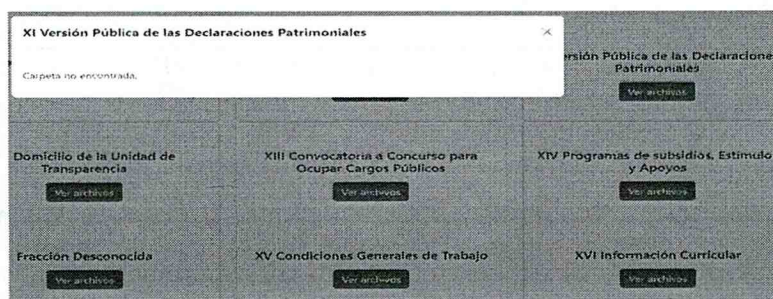 XI Versión Pública de las Declaraciones Patrimoniales
×
Carpeta no encontrada.
ersión Pública de las Declaracione
Patrimoniales
Ver archivos
Domicilio de la Unidad de
Transparencia
Ver archivos
XIII Convocatoria a Concurso para
Ocupar Cargos Públicos
Ver archivos
XIV Programas de subsidios, Estímulo
y Apoyos
Ver archivos
Fracción Desconocida
Ver archivos
XV Condiciones Generales de Trabajo
Ver archivos
XVI Información Curricular
Ver archivos